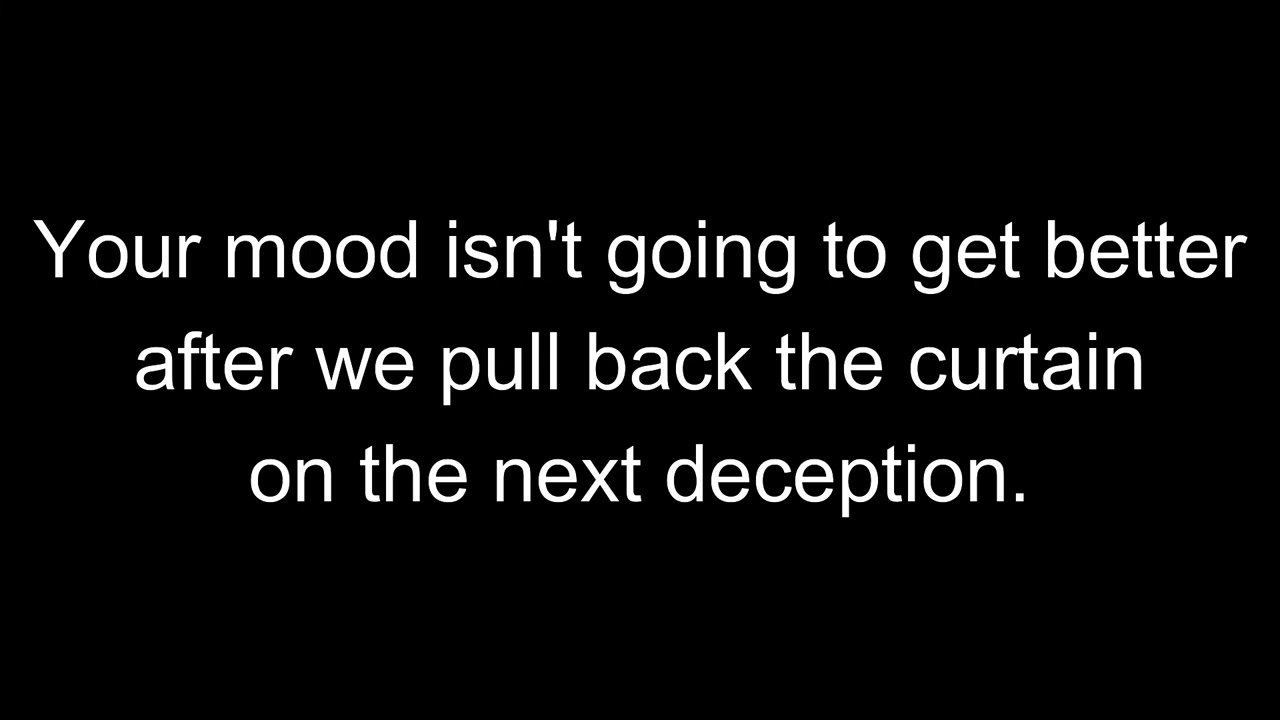 Your mood isn't going to get better
after we pull back the curtain
on the next deception.